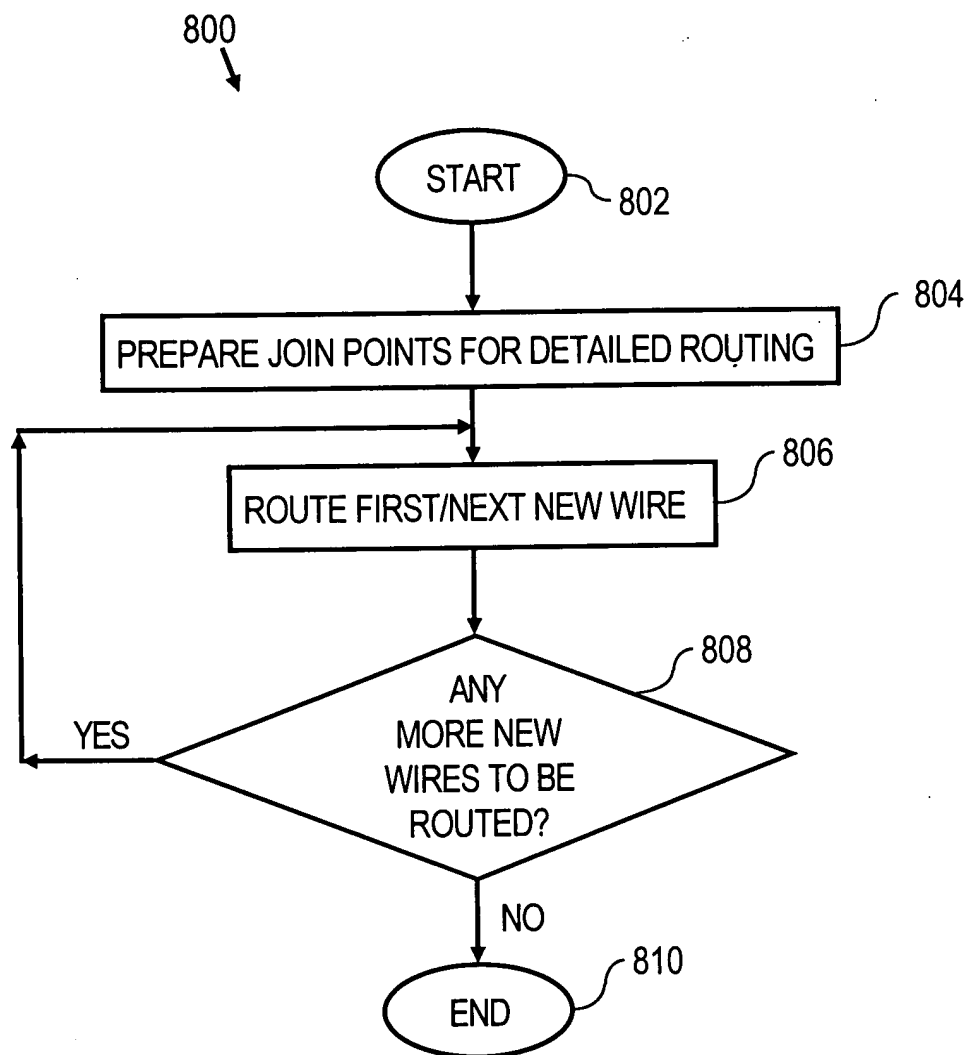 800
START
802
804
PREPARE JOIN POINTS FOR DETAILED ROUTING
806
ROUTE FIRST/NEXT NEW WIRE
808
ANY
MORE NEW
WIRES TO BE
ROUTED?
YES
NO
810
END